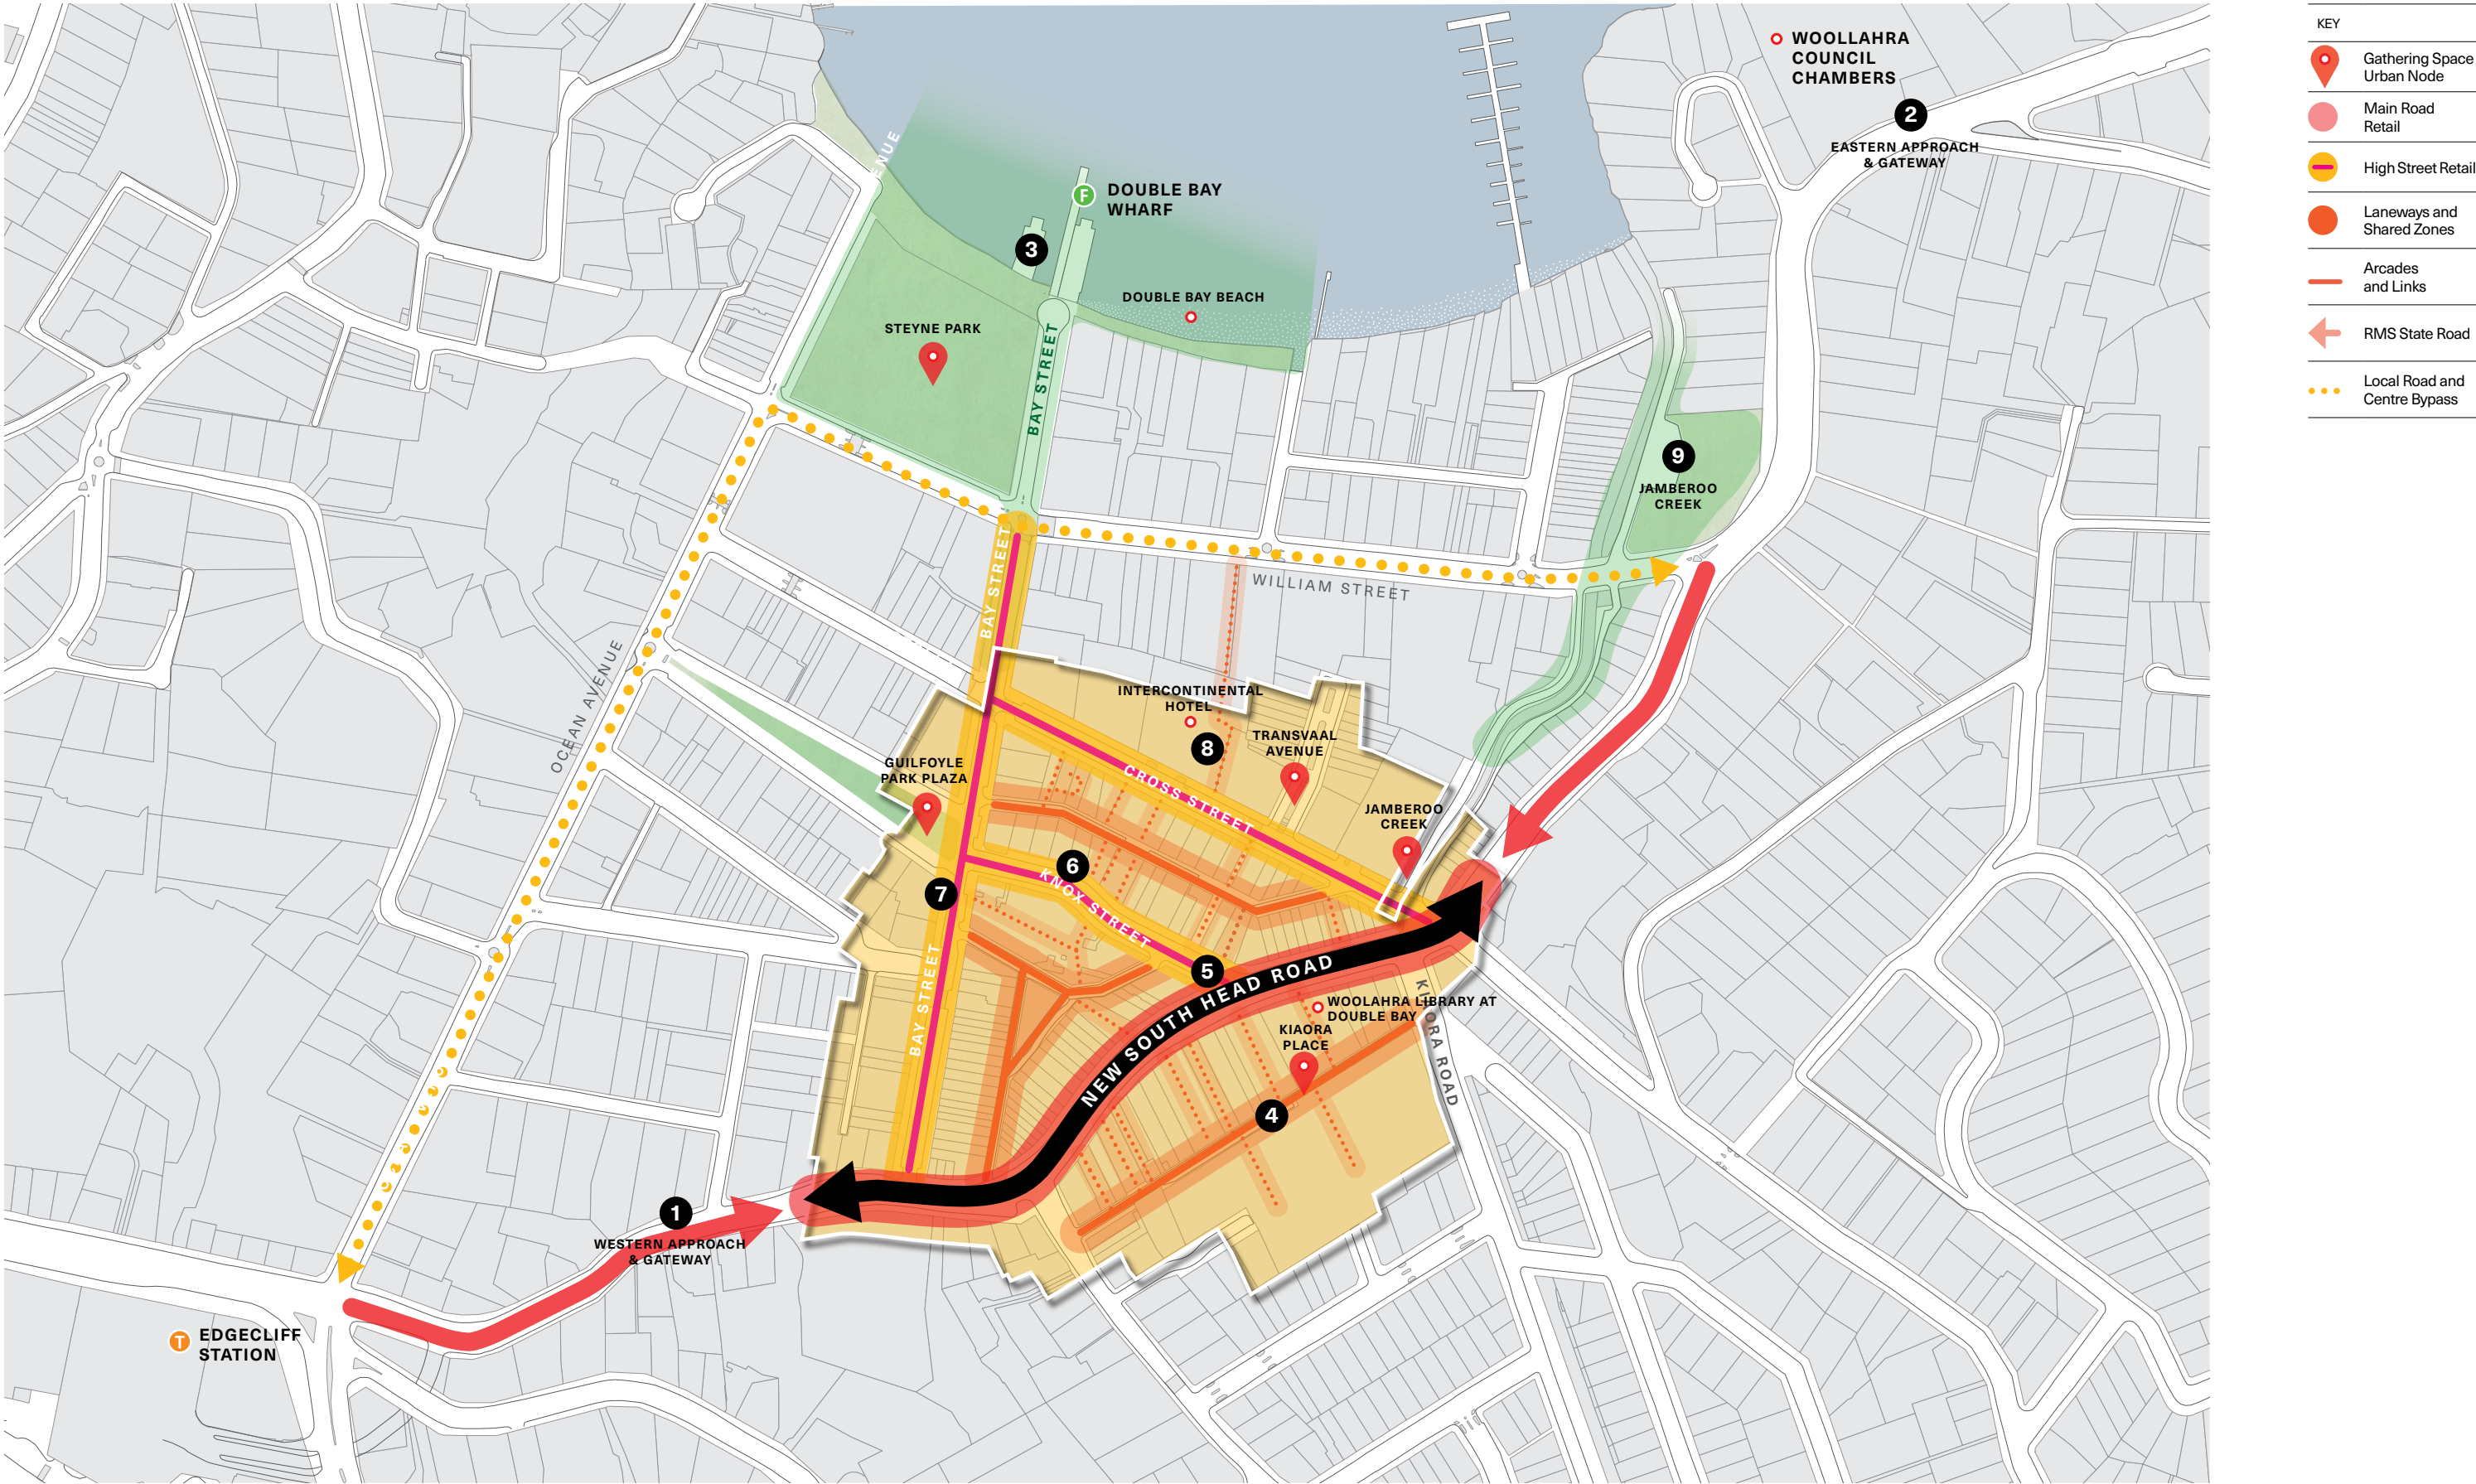 KEY
Gathering Space
Urban Node
Main Road
Retail
High Street Retail
Laneways and
Shared Zones
Arcades
and Links
RMS State Road
Local Road and
Centre Bypass
WOOLLAHRA
COUNCIL
CHAMBERS
2
EASTERN APPROACH
& GATEWAY
ENUE
F
DOUBLE BAY
WHARF
3
DOUBLE BAY BEACH
STEYNE PARK
BAY STREET
9
JAMBEROO
CREEK
BAY STREET
WILLIAM STREET
OCEAN AVENUE
INTERCONTINENTAL
HOTEL
8
TRANSVAAL
AVENUE
GUILFOYLE
PARK PLAZA
CROSS STREET
JAMBEROO
CREEK
6
KNOX STREET
7
5
BAY STREET
NEW SOUTH HEAD ROAD
WOOLAHRA LIBRARY AT
DOUBLE BAY
KIAORA
PLACE
KIAORA ROAD
4
1
WESTERN APPROACH
& GATEWAY
T
EDGECLIFF
STATION